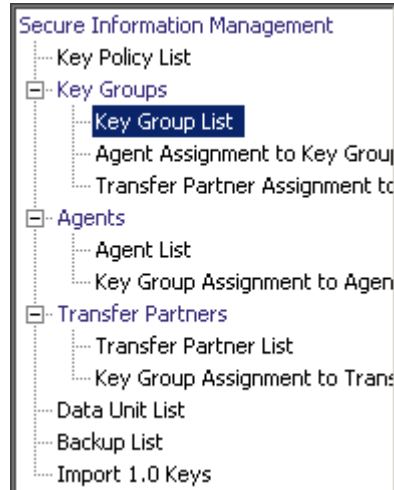 Secure Information Management
Key Policy List
Key Groups
Key Group List
Agent Assignment to Key Grou
Transfer Partner Assignment to
Agents
Agent List
Key Group Assignment to Agen
Transfer Partners
Transfer Partner List
Key Group Assignment to Trans
Data Unit List
Backup List
Import 1.0 Keys